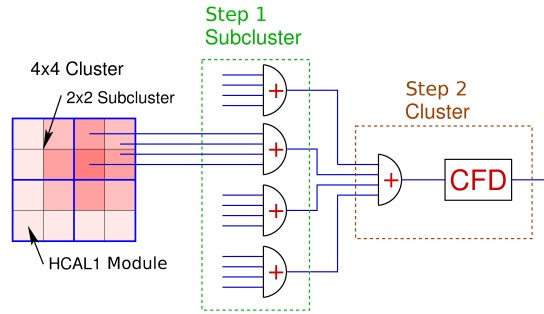 Step 1
Subcluster
4x4 Cluster
2x2 Subcluster
HCAL1 Module
+
+
+
+
Step 2
Cluster
+
CFD